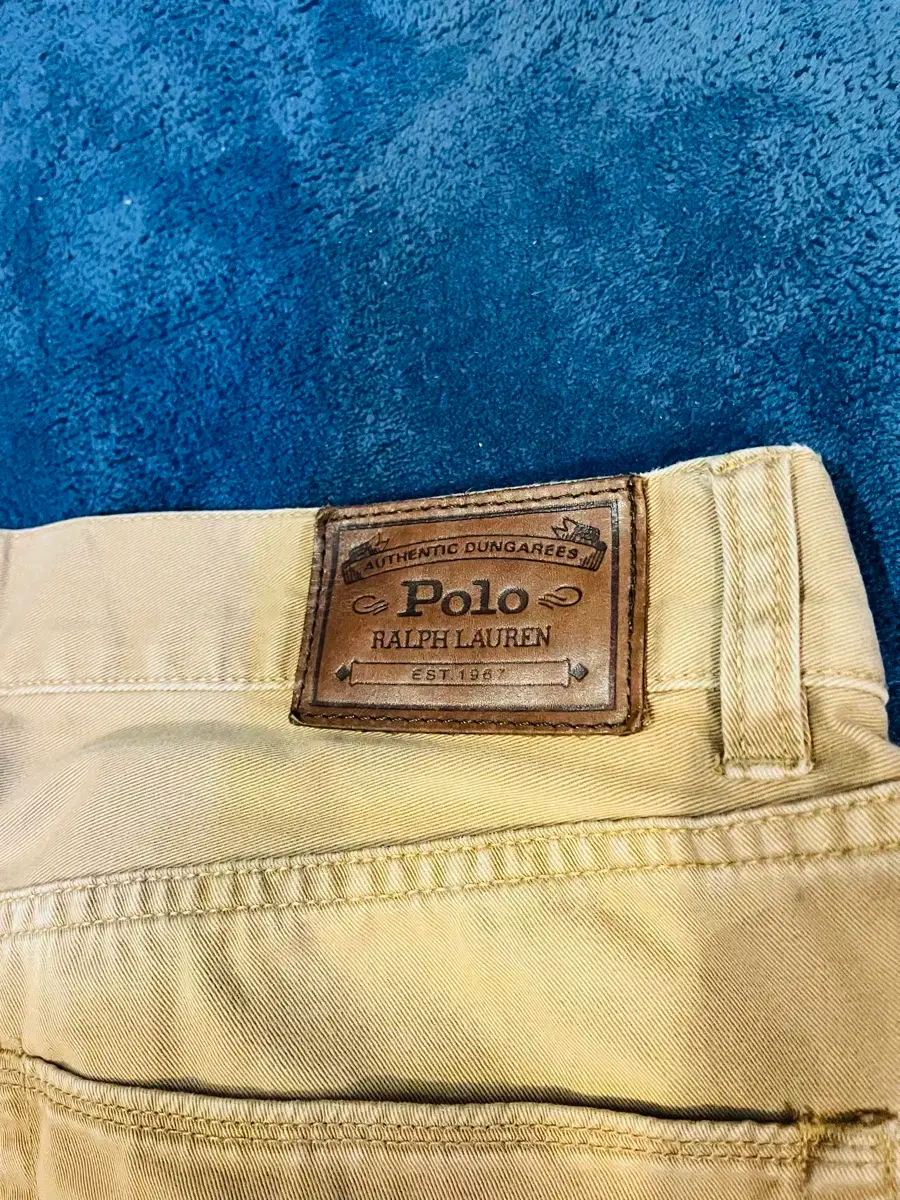 AUTHENTIC DUNGAREES
Polo
RALPH LAUREN
EST. 1967